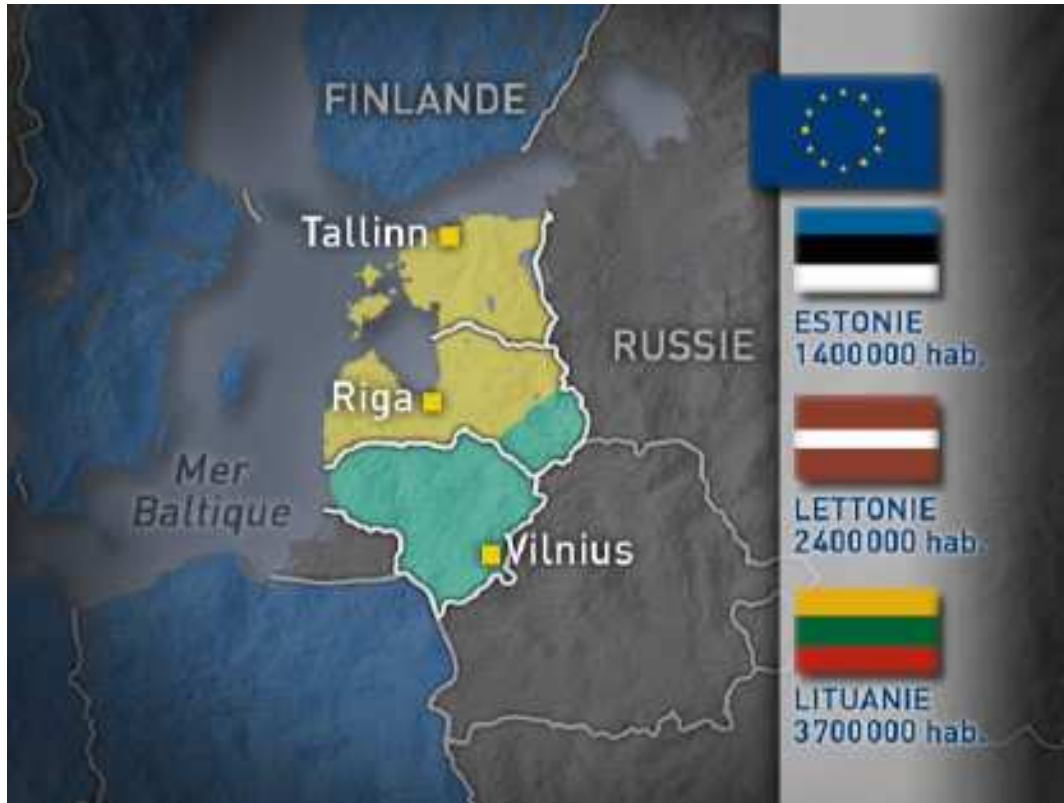 FINLANDE
Tallinn
RUSSIE
Riga
Mer
Baltique
Vilnius
ESTONIE
1400000 hab.
LETTONIE
2400000 hab.
LITUANIE
3700000 hab.